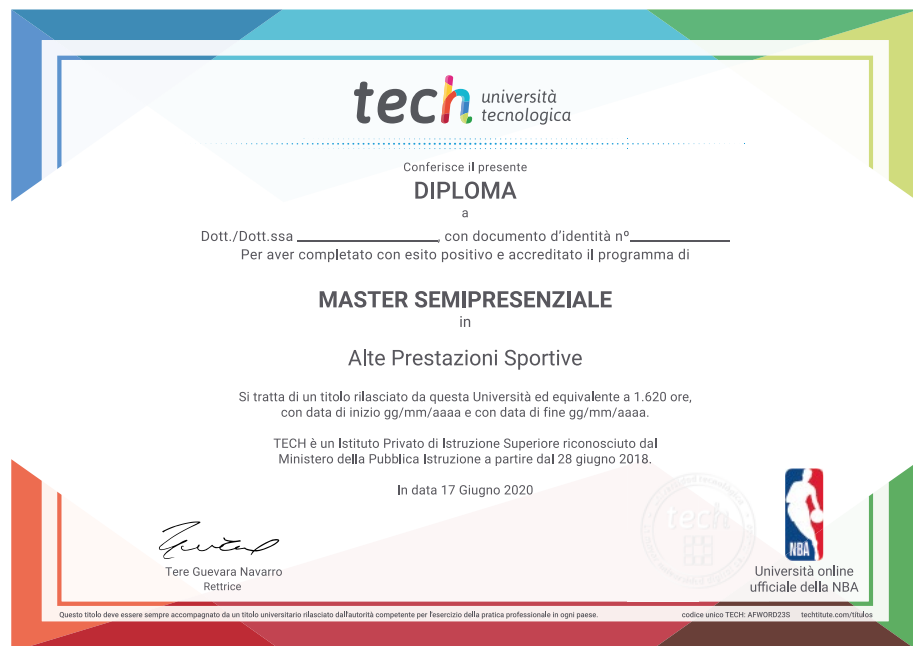 tech università
tecnologica
Conferisce il presente
DIPLOMA
a
Dott./Dott.ssa ____________________, con documento d'identità nº______________
Per aver completato con esito positivo e accreditato il programma di
MASTER SEMIPRESENZIALE
in
Alte Prestazioni Sportive
Si tratta di un titolo rilasciato da questa Università ed equivalente a 1.620 ore,
con data di inizio gg/mm/aaaa e con data di fine gg/mm/aaaa.
TECH è un Istituto Privato di Istruzione Superiore riconosciuto dal
Ministero della Pubblica Istruzione a partire dal 28 giugno 2018.
In data 17 Giugno 2020
tech
NBA
Tere Guevara Navarro
Rettrice
Università online
ufficiale della NBA
Questo titolo deve essere sempre accompagnato da un titolo universitario rilasciato dall'autorità competente per l'esercizio della pratica professionale in ogni paese.
codice unico TECH: AFWORD23S techtitute.com/titulos